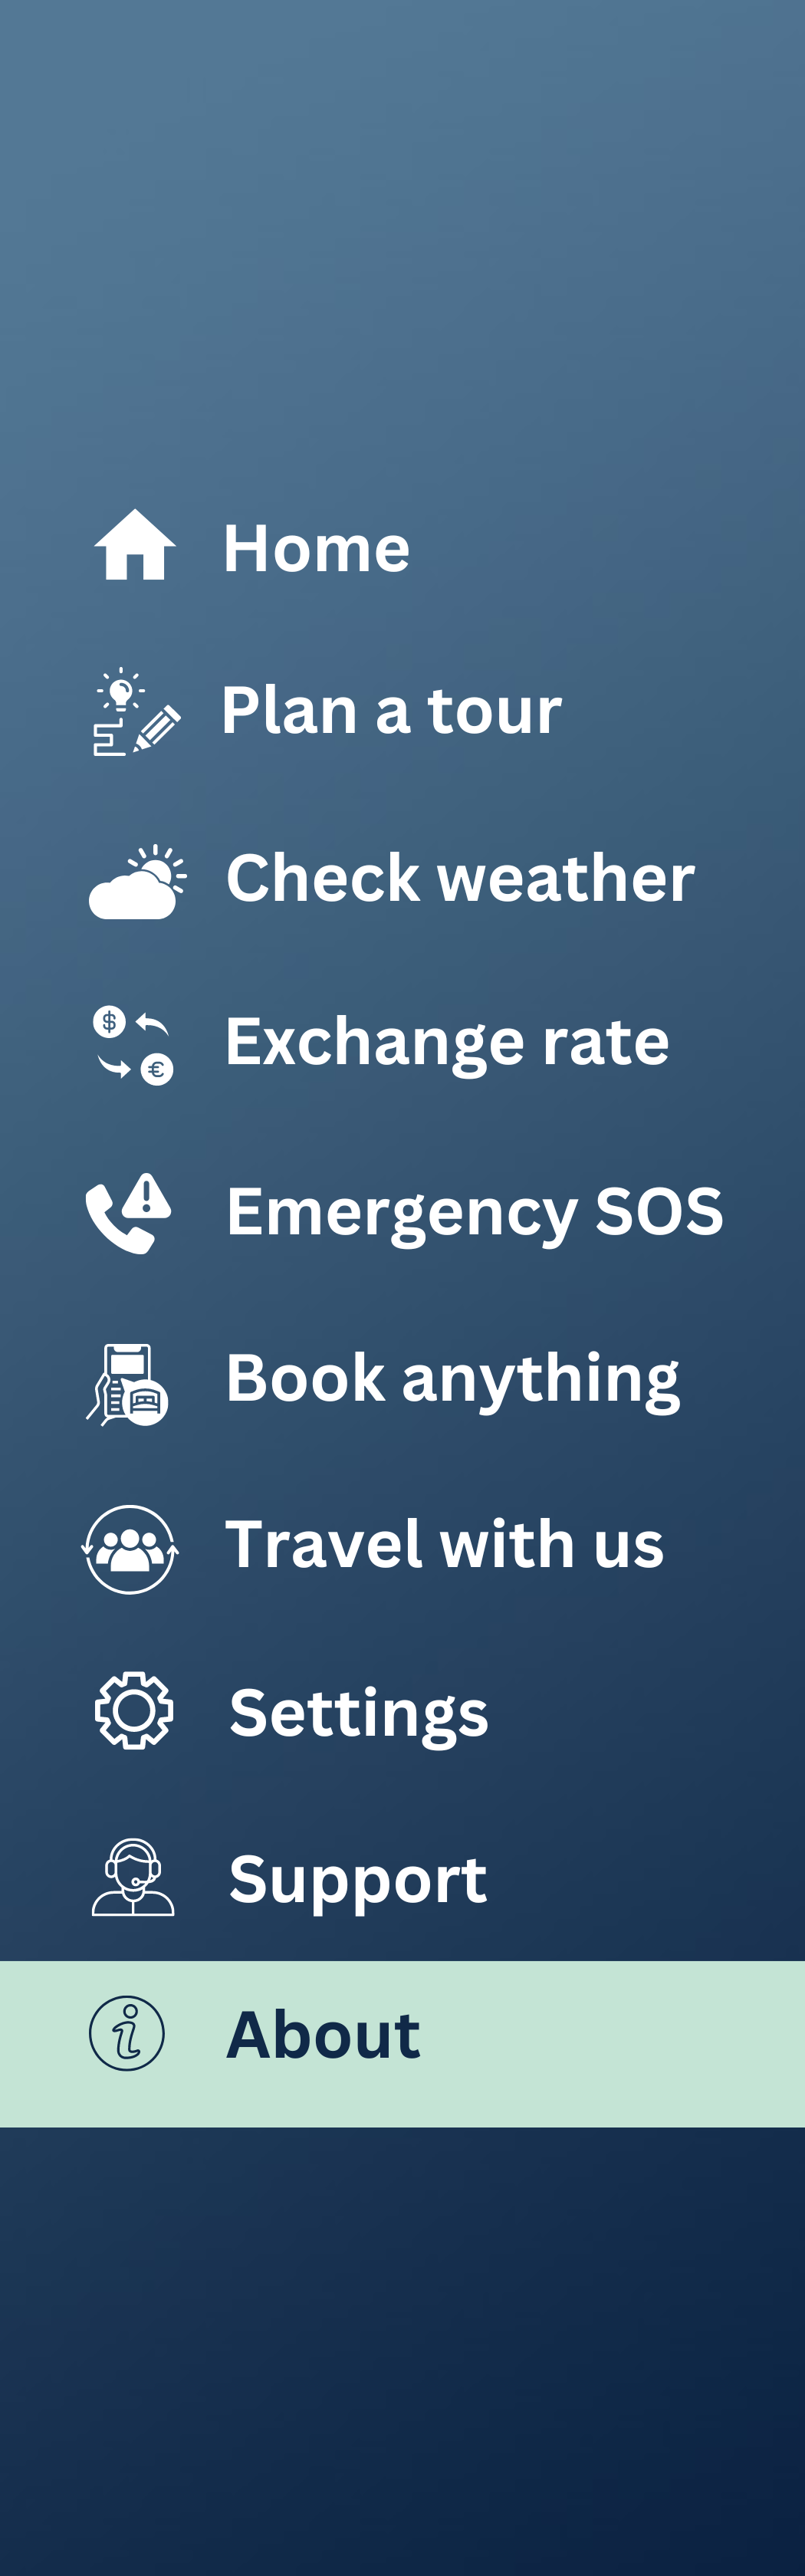 Home
Plan a tour
Check weather
$
Exchange rate
€
Emergency SOS
Book anything
Travel with us
Settings
Support
i About